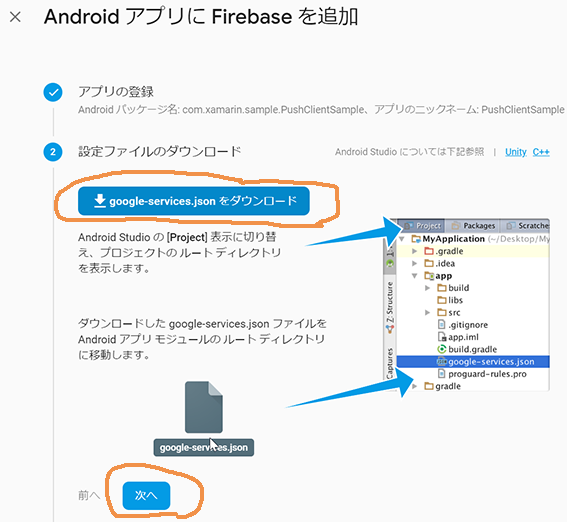 Android アプリに Firebase を追加
アプリの登録
Android パッケージ名: com.xamarin.sample.PushClientSample、アプリのニックネーム: PushClientSample
2
設定ファイルのダウンロード
Android Studio については下記参照 | Unity C++
google-services.json をダウンロード
Android Studio の [Project] 表示に切り替
え、プロジェクトの ルート ディレクトリ
を表示します。
ダウンロードした google-services.json ファイルを
Android アプリ モジュールの ルート ディレクトリ
に移動します。
google-services.json
Project Packages Scratches
MyApplication (~/Desktop/My
.gradle
.idea
app
build
libs
src
.gitignore
app.iml
build.gradle
google-services.json
proguard-rules.pro
gradle
Z: Structure
Captures
前へ 次へ